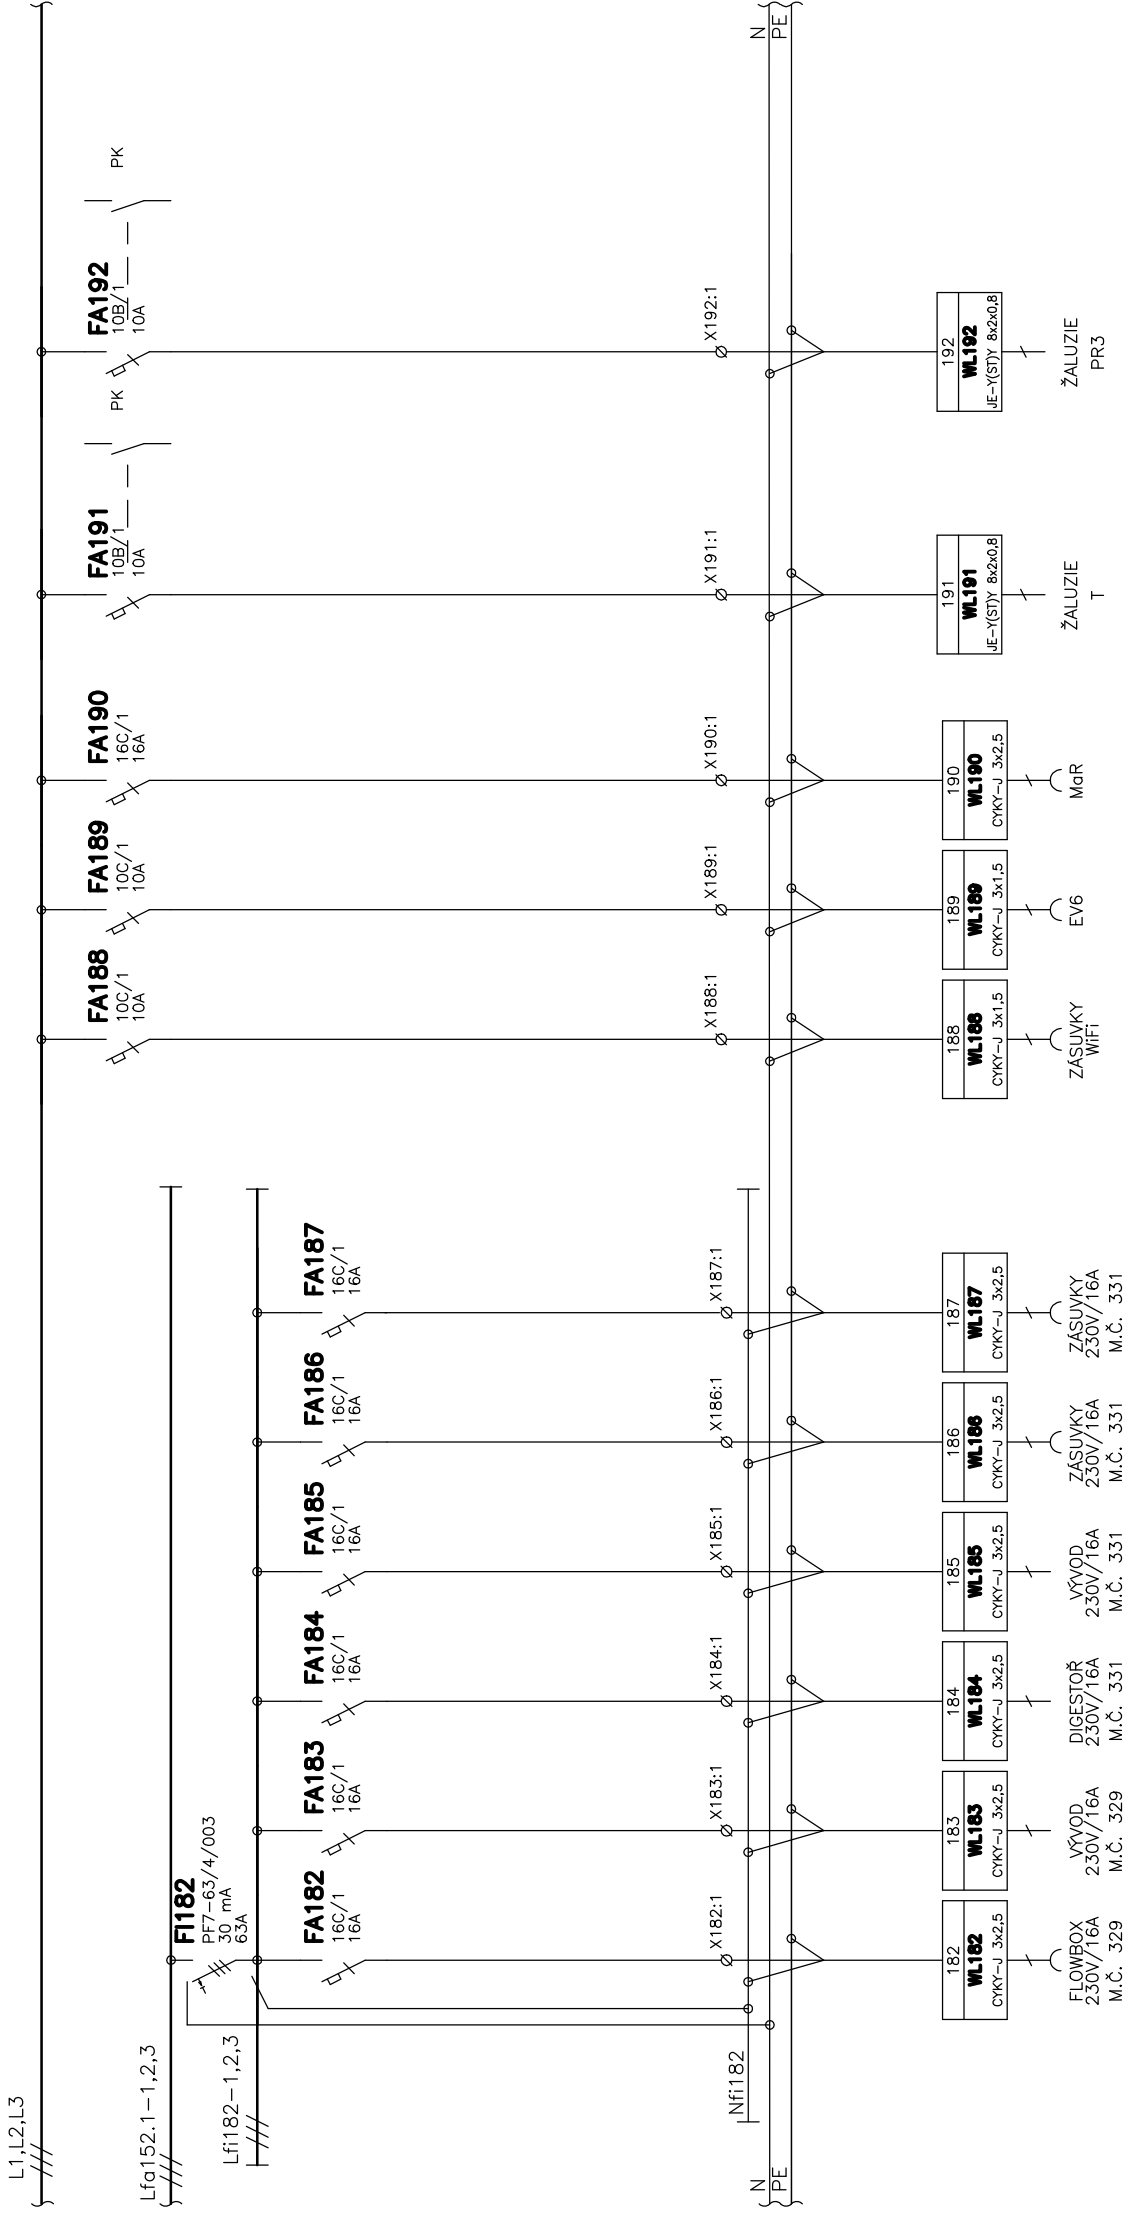 L1,L2,L3
Lfa152.1-1,2,3
Lfi182-1,2,3
Nfi182
N
PE
FI182
PF7-63/4/003
30 mA
63A
FA182
16C/1
16A
X182:1
182
WL182
CYKY-J 3x2,5
FLOWBOX
230V/16A
M.Č. 329
FA183
16C/1
16A
X183:1
183
WL183
CYKY-J 3x2,5
VÝVOD
230V/16A
M.Č. 329
FA184
16C/1
16A
X184:1
184
WL184
CYKY-J 3x2,5
DIGESTOŘ
230V/16A
M.Č. 331
FA185
16C/1
16A
X185:1
185
WL185
CYKY-J 3x2,5
VÝVOD
230V/16A
M.Č. 331
FA186
16C/1
16A
X186:1
186
WL186
CYKY-J 3x2,5
ZÁSUVKY
230V/16A
M.Č. 331
FA187
16C/1
16A
X187:1
187
WL187
CYKY-J 3x2,5
ZÁSUVKY
230V/16A
M.Č. 331
FA188
10C/1
10A
X188:1
188
WL188
CYKY-J 3x1,5
ZÁSUVKY
WiFi
FA189
10C/1
10A
X189:1
189
WL189
CYKY-J 3x1,5
EV6
FA190
16C/1
16A
X190:1
190
WL190
CYKY-J 3x2,5
MaR
FA191
10B/1
10A
PK
X191:1
191
WL191
JE-Y(ST)Y 8x2x0,8
ŽALUZIE
T
FA192
10B/1
10A
PK
X192:1
192
WL192
JE-Y(ST)Y 8x2x0,8
ŽALUZIE
PR3
N
PE